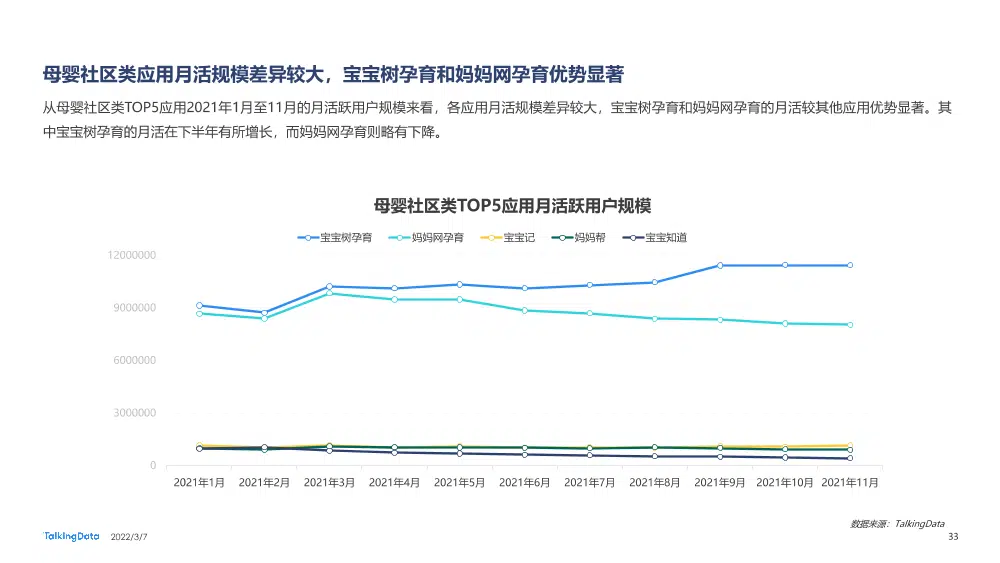 母婴社区类应用月活规模差异较大，宝宝树孕育和妈妈网孕育优势显著
从母婴社区类TOP5应用2021年1月至11月的月活跃用户规模来看，各应用月活规模差异较大，宝宝树孕育和妈妈网孕育的月活较其他应用优势显著。其
中宝宝树孕育的月活在下半年有所增长，而妈妈网孕育则略有下降。
母婴社区类TOP5应用月活跃用户规模
宝宝树孕育 妈妈网孕育 宝宝记 妈妈帮 宝宝知道
12000000
9000000
6000000
3000000
0
2021年1月 2021年2月 2021年3月 2021年4月 2021年5月 2021年6月 2021年7月 2021年8月 2021年9月 2021年10月 2021年11月
数据来源：TalkingData
TalkingData 2022/3/7 33